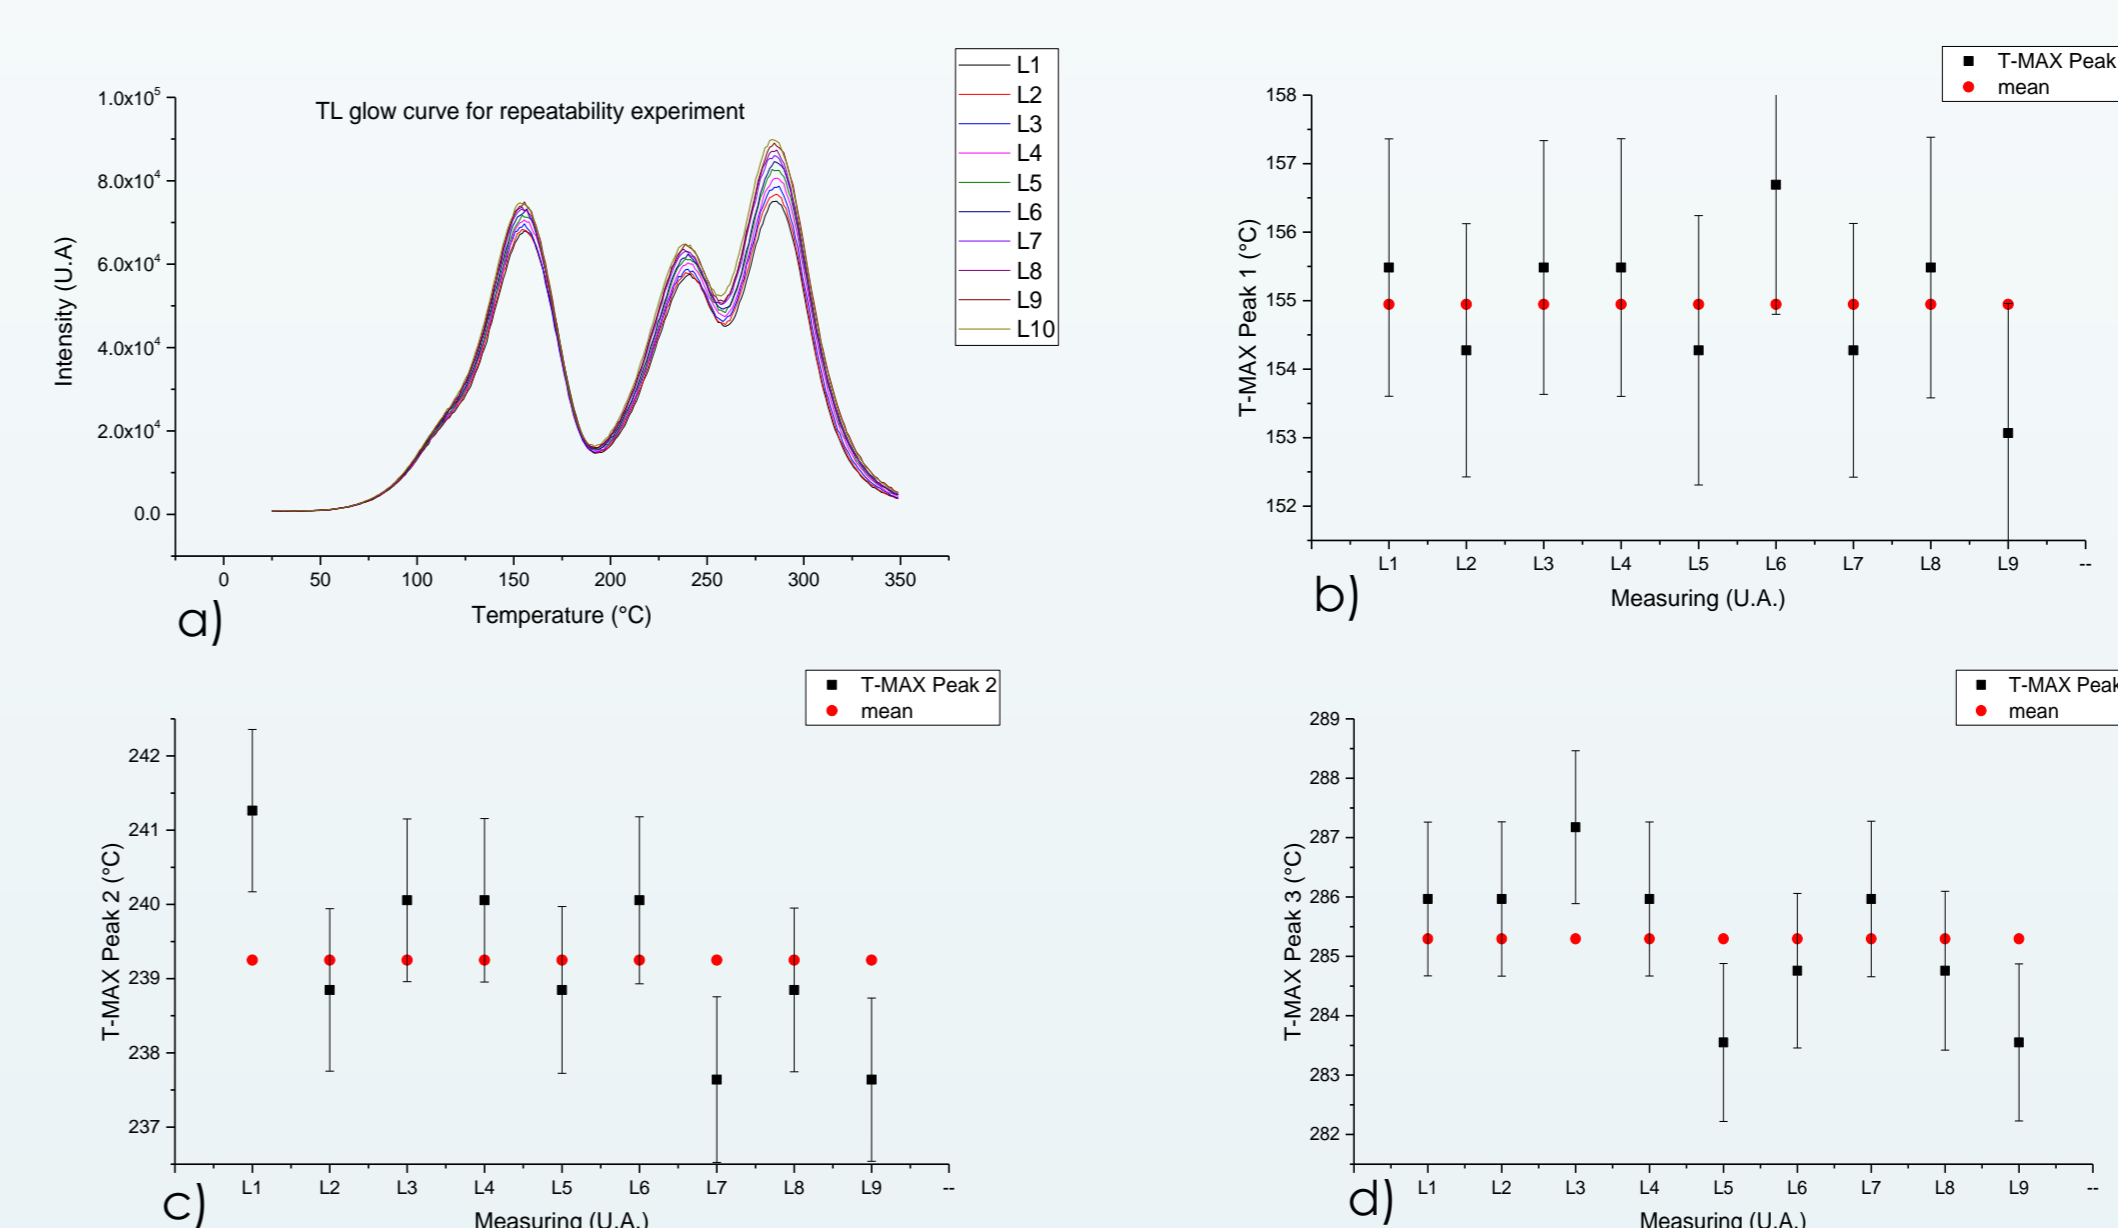 TL glow curve for repeatability experiment
L1
L2
L3
L4
L5
L6
L7
L8
L9
L10
1.0x10⁵
8.0x10⁴
6.0x10⁴
4.0x10⁴
2.0x10⁴
0.0
Intensity (U.A)
0 50 100 150 200 250 300 350
Temperature (°C)
a)
T-MAX Peak
mean
158
157
156
155
154
153
152
T-MAX Peak 1 (°C)
L1 L2 L3 L4 L5 L6 L7 L8 L9 --
Measuring (U.A.)
b)
T-MAX Peak 2
mean
242
241
240
239
238
237
T-MAX Peak 2 (°C)
L1 L2 L3 L4 L5 L6 L7 L8 L9 --
Measuring (U.A.)
c)
T-MAX Peak
mean
289
288
287
286
285
284
283
282
T-MAX Peak 3 (°C)
L1 L2 L3 L4 L5 L6 L7 L8 L9 --
Measuring (U.A.)
d)